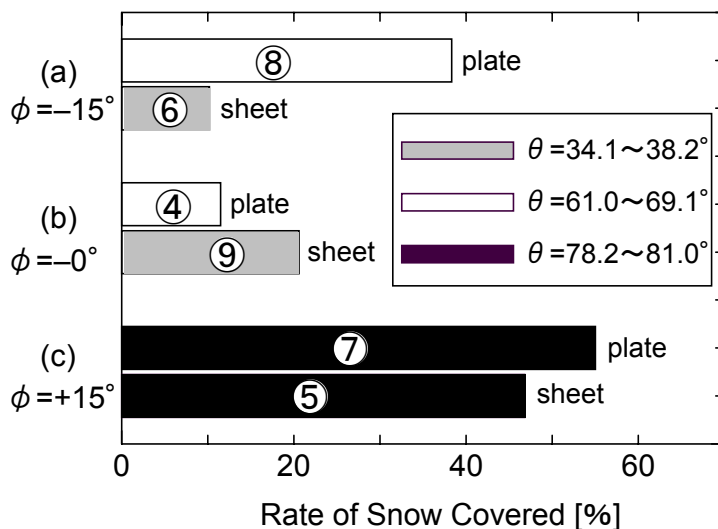 (a)
ϕ=–15°
⑧ plate
⑥ sheet
(b)
ϕ=–0°
④ plate
⑨ sheet
(c)
ϕ=+15°
⑦ plate
⑤ sheet
θ=34.1～38.2°
θ=61.0～69.1°
θ=78.2～81.0°
0 20 40 60
Rate of Snow Covered [%]